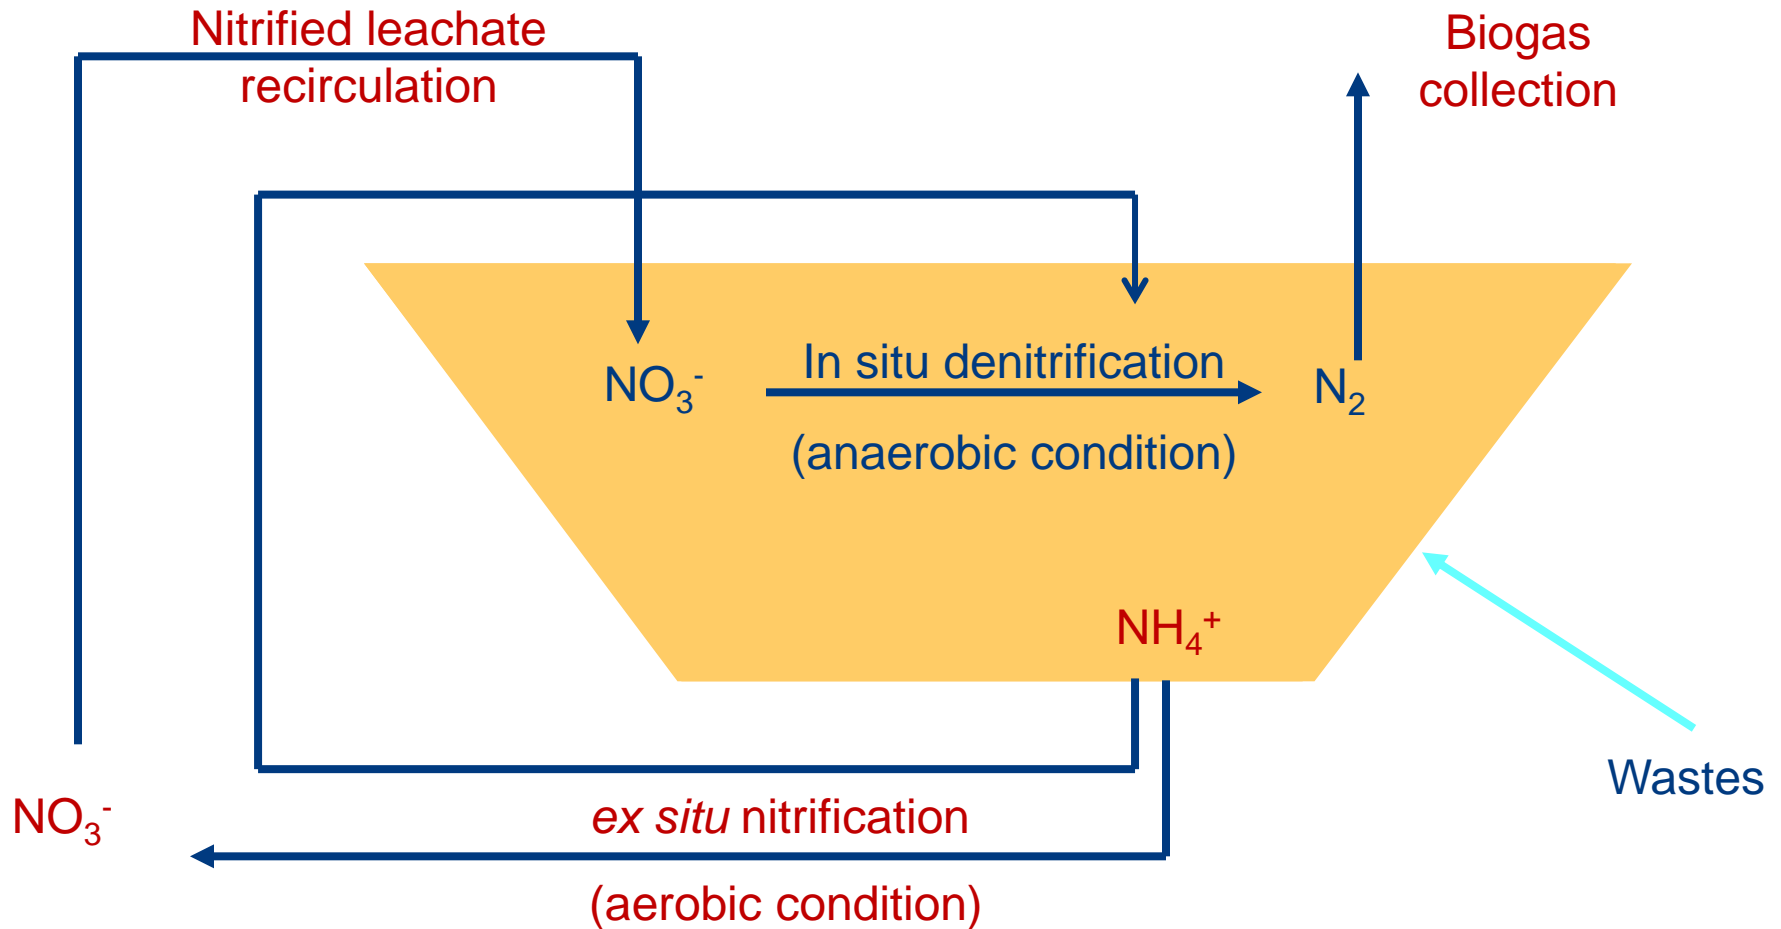 Nitrified leachate
recirculation
Biogas
collection
In situ denitrification
NO₃⁻
N₂
(anaerobic condition)
NH₄⁺
Wastes
NO₃⁻
ex situ nitrification
(aerobic condition)